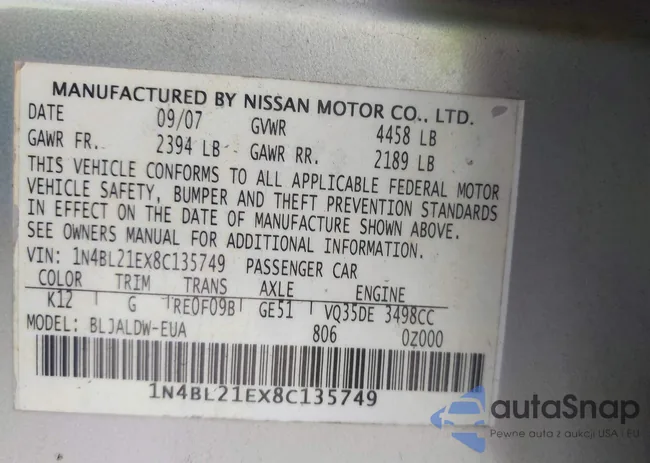 MANUFACTURED BY NISSAN MOTOR CO., LTD.
DATE 09/07 GVWR 4458 LB
GAWR FR. 2394 LB GAWR RR. 2189 LB
THIS VEHICLE CONFORMS TO ALL APPLICABLE FEDERAL MOTOR
VEHICLE SAFETY, BUMPER AND THEFT PREVENTION STANDARDS
IN EFFECT ON THE DATE OF MANUFACTURE SHOWN ABOVE.
SEE OWNERS MANUAL FOR ADDITIONAL INFORMATION.
VIN: 1N4BL21EX8C135749 PASSENGER CAR
COLOR TRIM TRANS AXLE ENGINE
K12 G RE0F09B GE51 VQ35DE 3498CC
MODEL: BLJALDW-EUA 806 0Z000
1N4BL21EX8C135749
autaSnap
Pewne auta z aukcji USA i EU